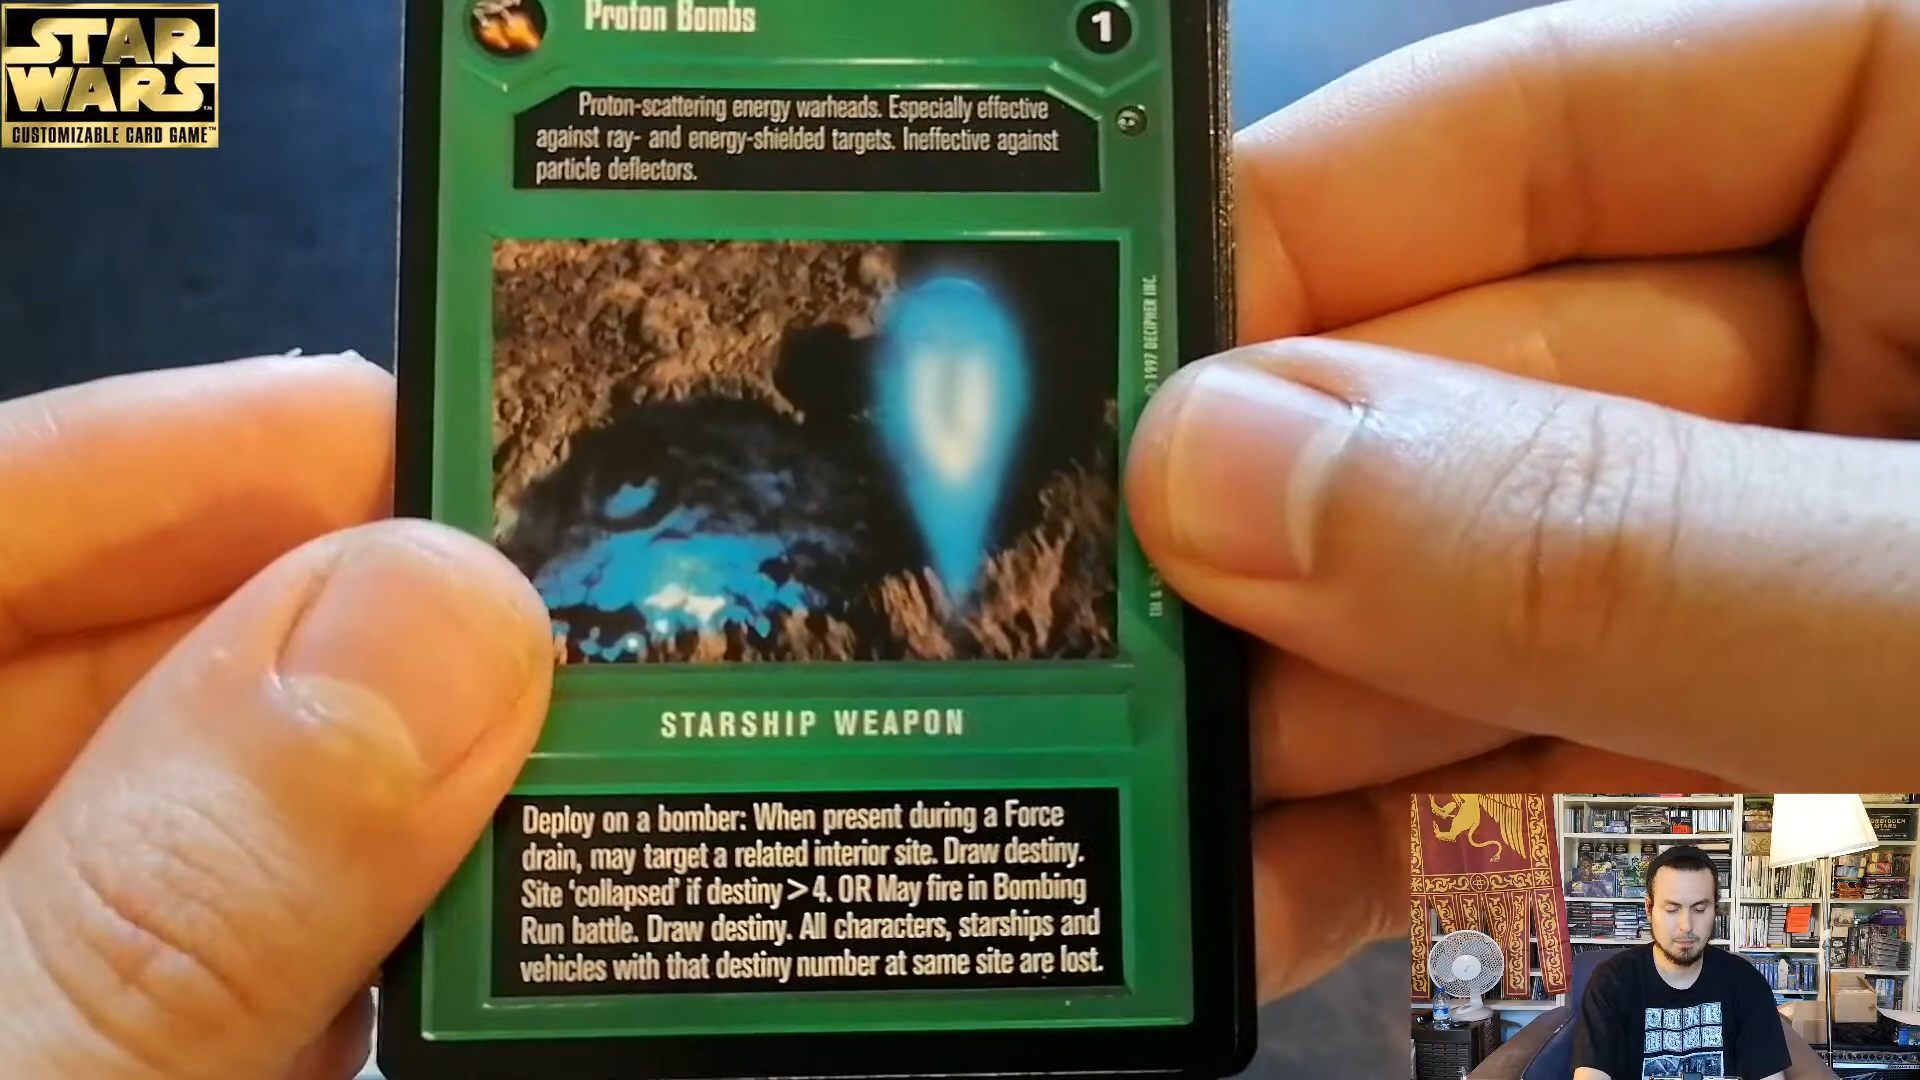 STAR
WARS
CUSTOMIZABLE CARD GAME™
Proton Bombs
1
Proton-scattering energy warheads. Especially effective
against ray- and energy-shielded targets. Ineffective against
particle deflectors.
© 1997 DECIPHER INC.
STARSHIP WEAPON
Deploy on a bomber: When present during a Force
drain, may target a related interior site. Draw destiny.
Site 'collapsed' if destiny > 4. OR May fire in Bombing
Run battle. Draw destiny. All characters, starships and
vehicles with that destiny number at same site are lost.
FORBIDDEN
STARS